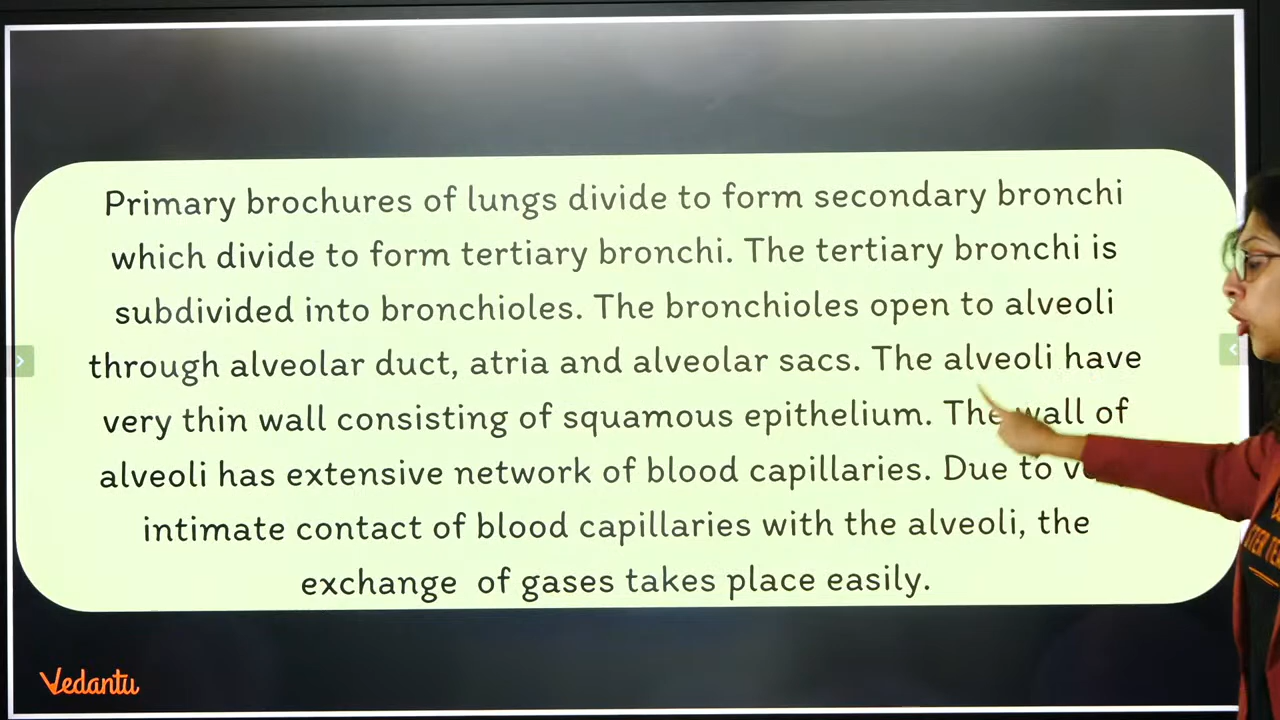 Primary brochures of lungs divide to form secondary bronchi
which divide to form tertiary bronchi. The tertiary bronchi is
subdivided into bronchioles. The bronchioles open to alveoli
through alveolar duct, atria and alveolar sacs. The alveoli have
very thin wall consisting of squamous epithelium. The wall of
alveoli has extensive network of blood capillaries. Due to
intimate contact of blood capillaries with the alveoli, the
exchange of gases takes place easily.
Vedantu